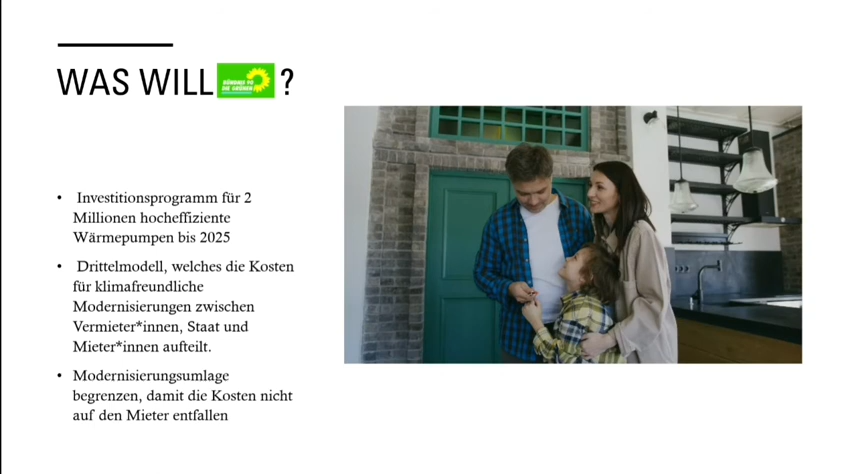 WAS WILL BÜNDNIS 90 DIE GRÜNEN ?
Investitionsprogramm für 2
Millionen hocheffiziente
Wärmepumpen bis 2025
Drittelmodell, welches die Kosten
für klimafreundliche
Modernisierungen zwischen
Vermieter*innen, Staat und
Mieter*innen aufteilt.
Modernisierungsumlage
begrenzen, damit die Kosten nicht
auf den Mieter entfallen